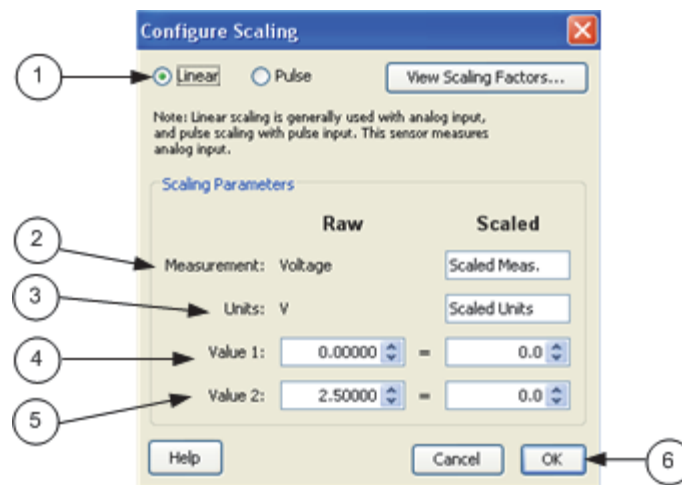 Configure Scaling
1
Linear Pulse View Scaling Factors...
Note: Linear scaling is generally used with analog input,
and pulse scaling with pulse input. This sensor measures
analog input.
Scaling Parameters
Raw Scaled
2
Measurement: Voltage Scaled Meas.
3
Units: V Scaled Units
4
Value 1: 0.00000 = 0.0
5
Value 2: 2.50000 = 0.0
Help Cancel OK
6